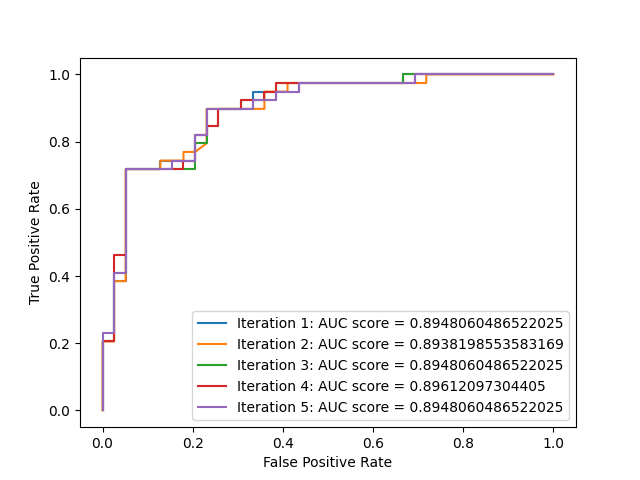 1.0
0.8
0.6
0.4
0.2
0.0
True Positive Rate
Iteration 1: AUC score = 0.8948060486522025
Iteration 2: AUC score = 0.8938198553583169
Iteration 3: AUC score = 0.8948060486522025
Iteration 4: AUC score = 0.89612097304405
Iteration 5: AUC score = 0.8948060486522025
0.0 0.2 0.4 0.6 0.8 1.0
False Positive Rate